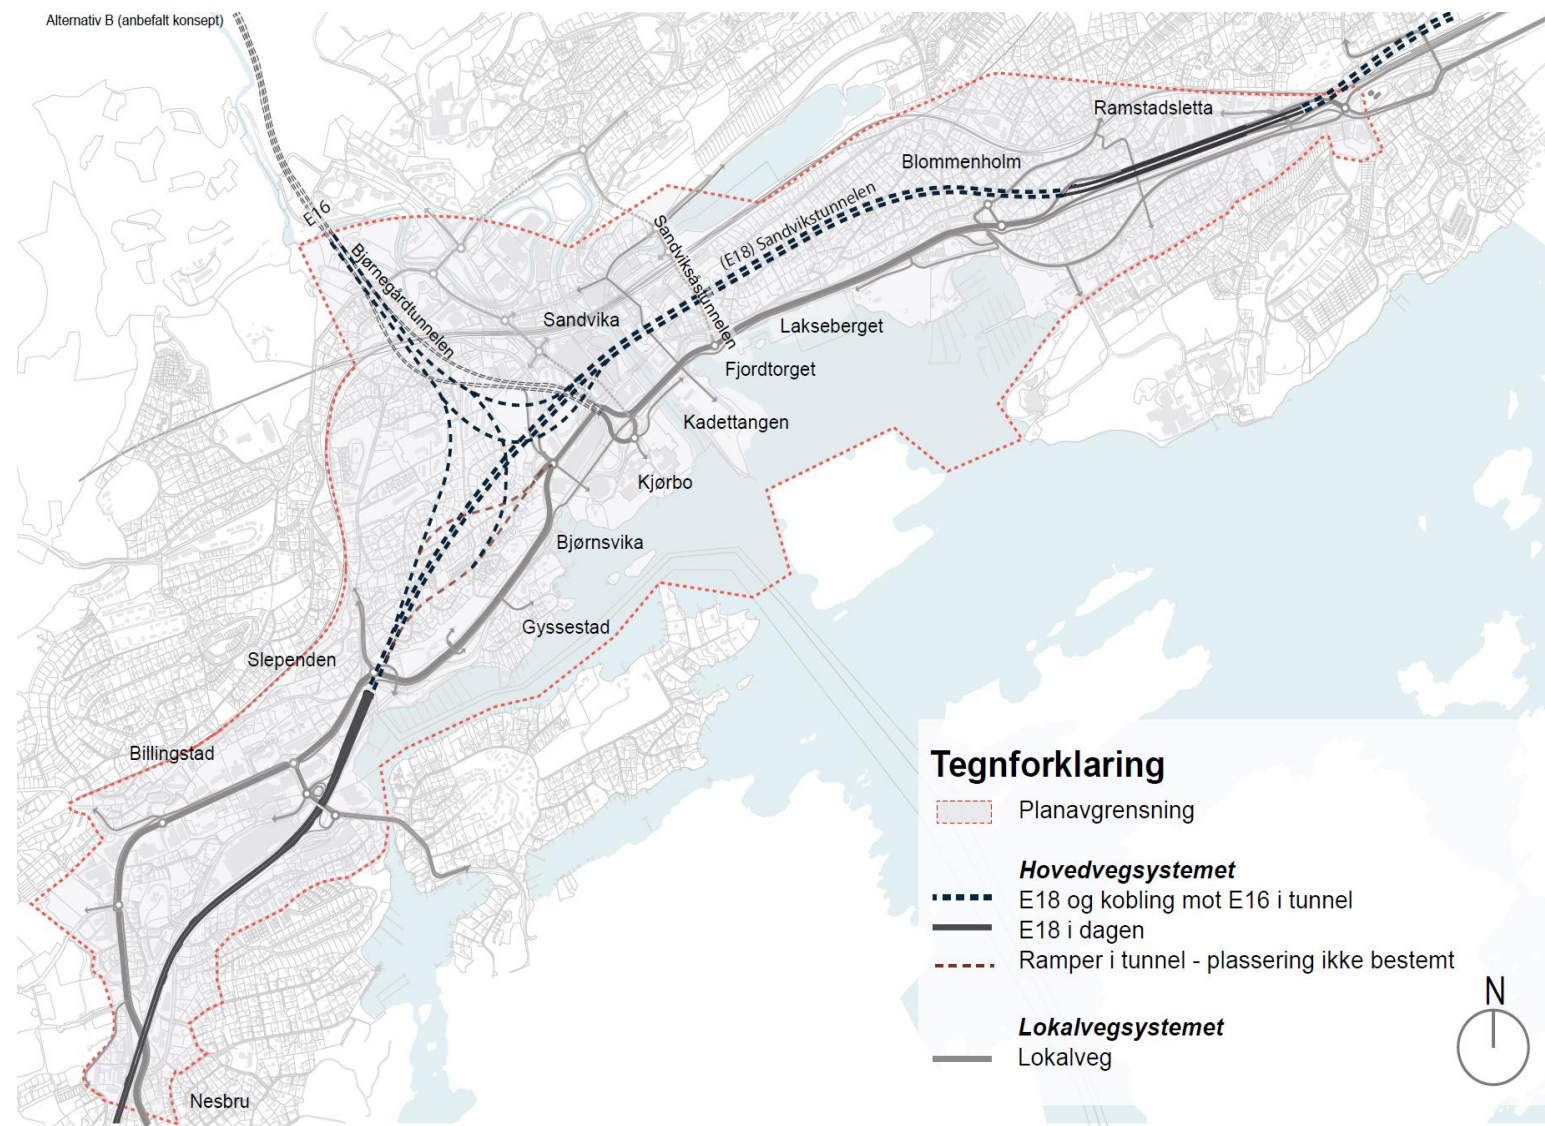 Alternativ B (anbefalt konsept)
Ramstadsletta
Blommenholm
E16
(E18) Sandvikstunnelen
Sandviksåstunnelen
Bjørnegårdtunnelen
Sandvika
Lakseberget
Fjordtorget
Kadettangen
Kjørbo
Bjørnsvika
Gyssestad
Slependen
Billingstad
Nesbru
Tegnforklaring
Planavgrensning
Hovedvegsystemet
E18 og kobling mot E16 i tunnel
E18 i dagen
Ramper i tunnel - plassering ikke bestemt
Lokalvegsystemet
Lokalveg
N